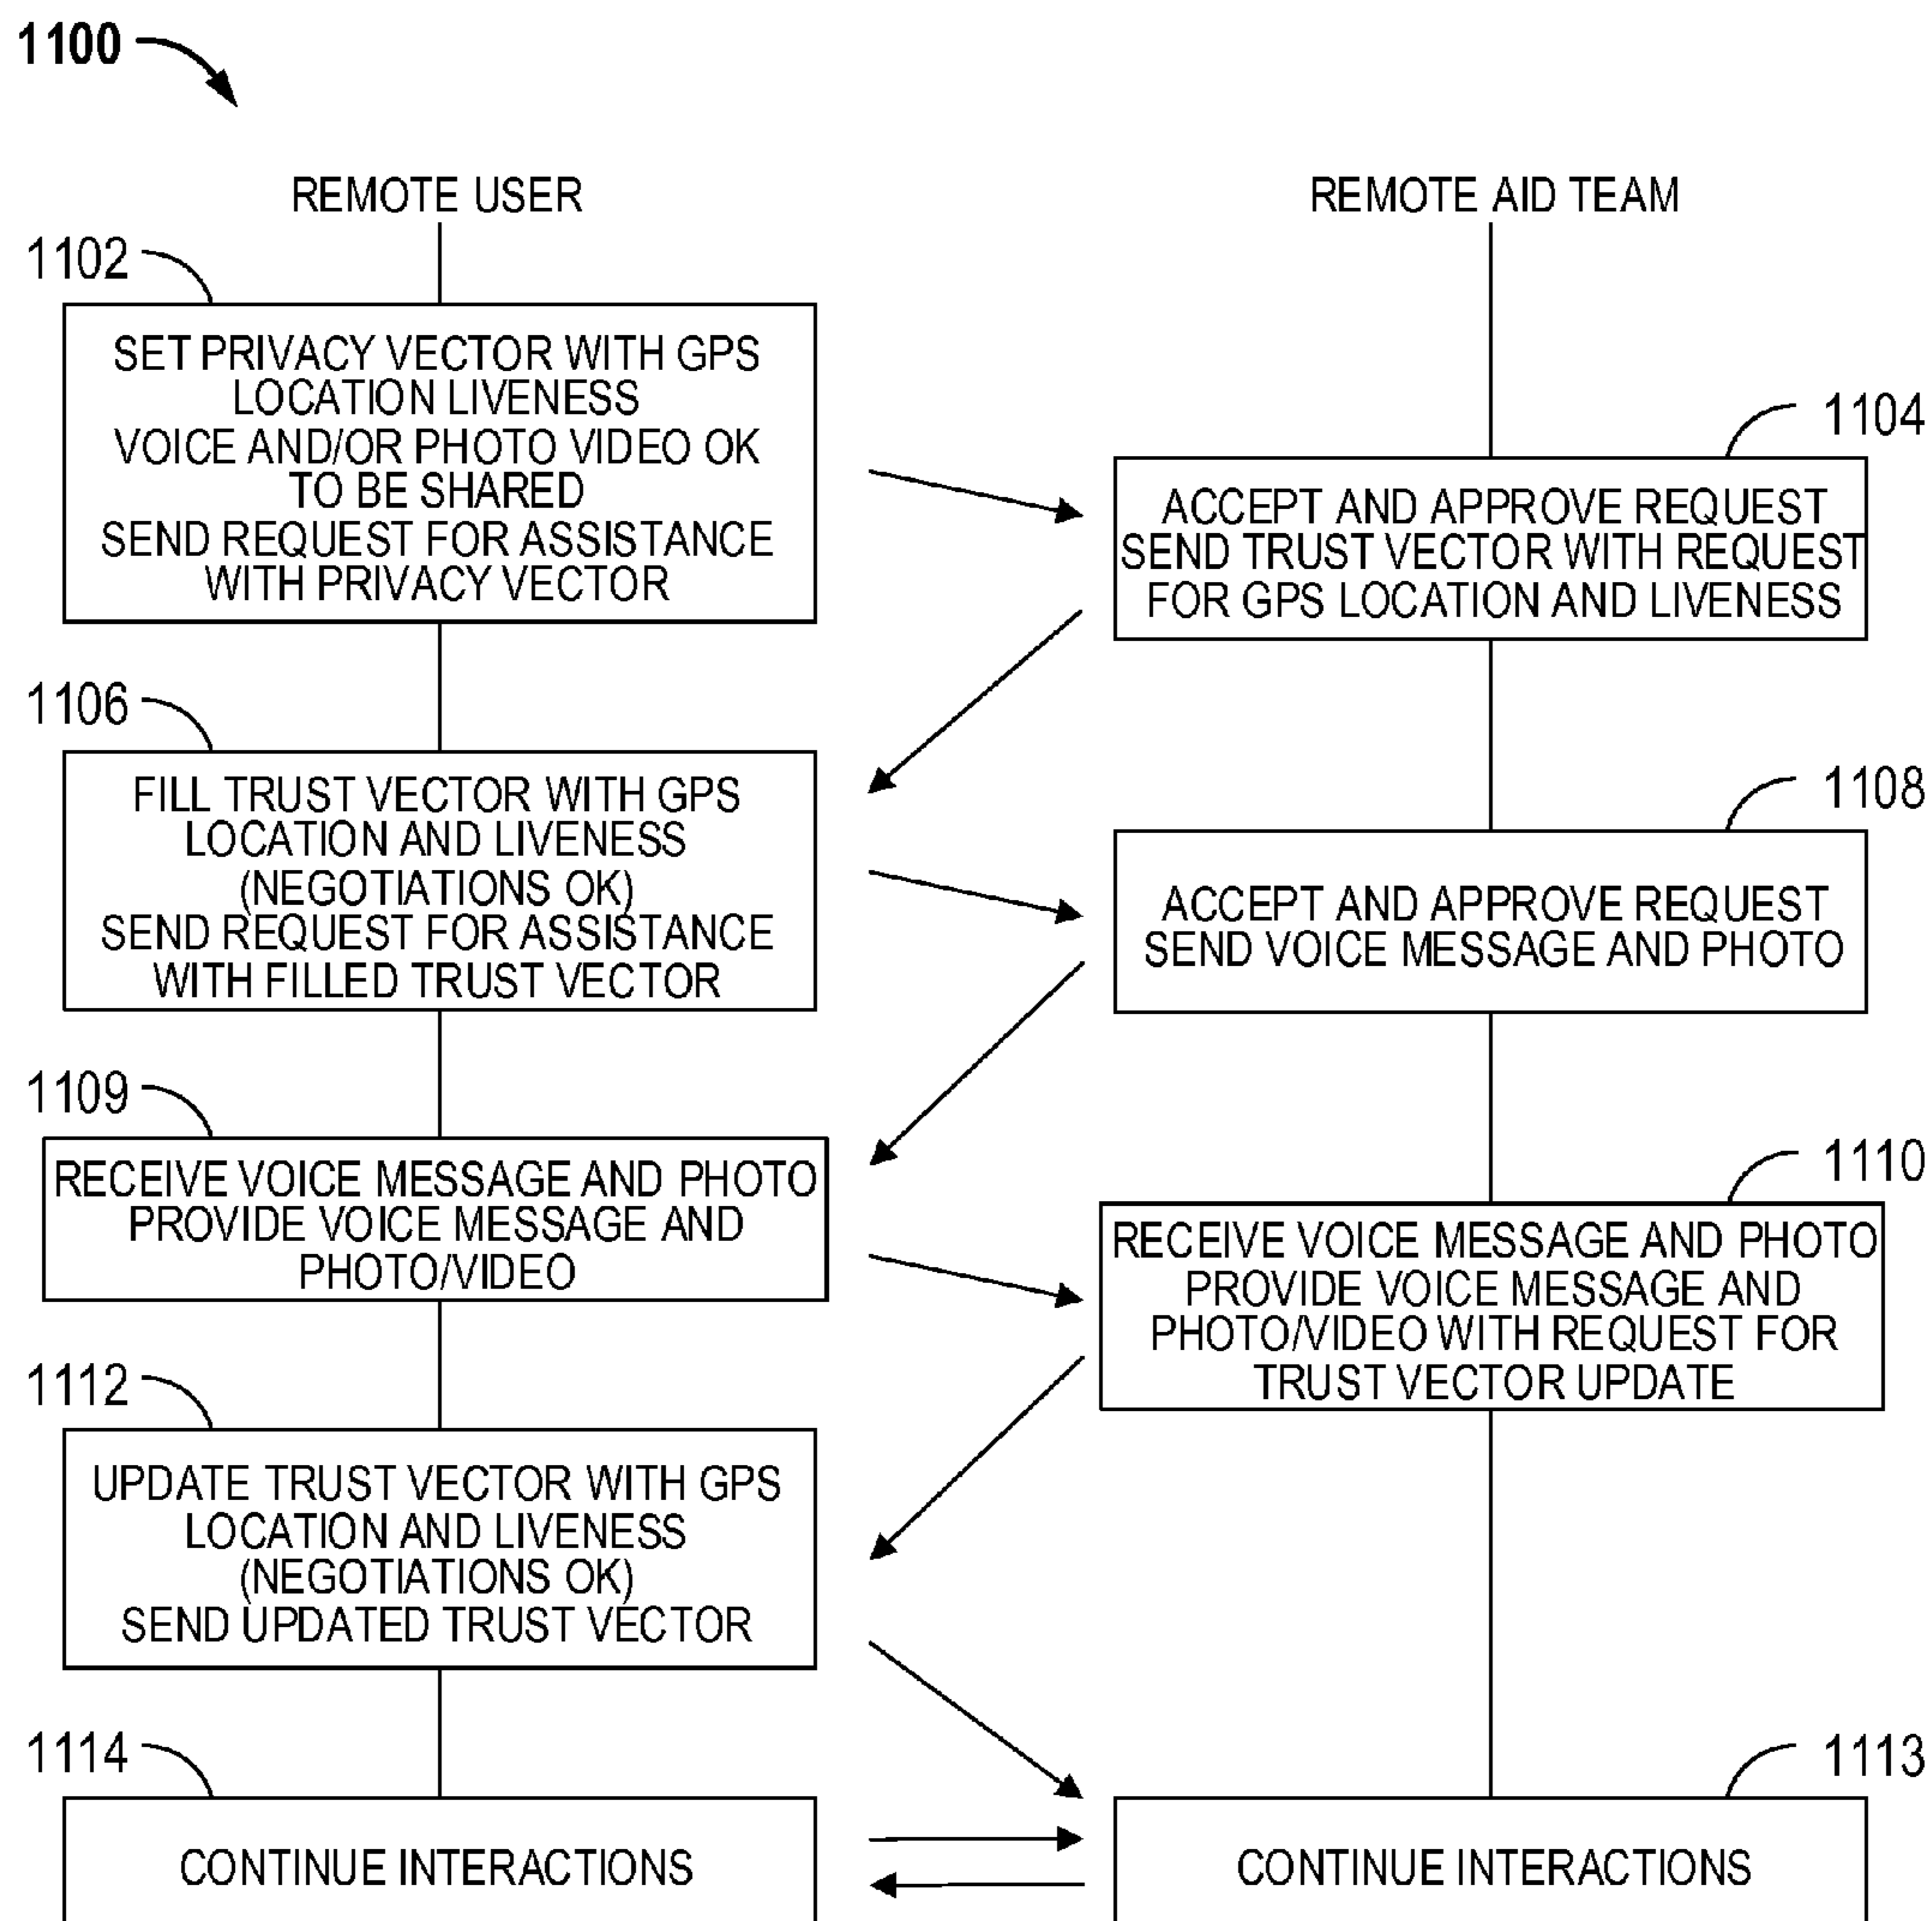 1100
REMOTE USER
REMOTE AID TEAM
1102
SET PRIVACY VECTOR WITH GPS
LOCATION LIVENESS
VOICE AND/OR PHOTO VIDEO OK
TO BE SHARED
SEND REQUEST FOR ASSISTANCE
WITH PRIVACY VECTOR
1104
ACCEPT AND APPROVE REQUEST
SEND TRUST VECTOR WITH REQUEST
FOR GPS LOCATION AND LIVENESS
1106
FILL TRUST VECTOR WITH GPS
LOCATION AND LIVENESS
(NEGOTIATIONS OK)
SEND REQUEST FOR ASSISTANCE
WITH FILLED TRUST VECTOR
1108
ACCEPT AND APPROVE REQUEST
SEND VOICE MESSAGE AND PHOTO
1109
RECEIVE VOICE MESSAGE AND PHOTO
PROVIDE VOICE MESSAGE AND
PHOTO/VIDEO
1110
RECEIVE VOICE MESSAGE AND PHOTO
PROVIDE VOICE MESSAGE AND
PHOTO/VIDEO WITH REQUEST FOR
TRUST VECTOR UPDATE
1112
UPDATE TRUST VECTOR WITH GPS
LOCATION AND LIVENESS
(NEGOTIATIONS OK)
SEND UPDATED TRUST VECTOR
1114
CONTINUE INTERACTIONS
1113
CONTINUE INTERACTIONS